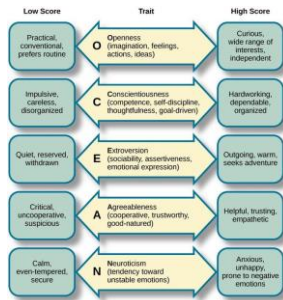 Low Score
Trait
High Score
Practical,
conventional,
prefers routine
O
Openness
(imagination, feelings,
actions, ideas)
Curious,
wide range of
interests,
independent
Impulsive,
careless,
disorganized
C
Conscientiousness
(competence, self-discipline,
thoughtfulness, goal-driven)
Hardworking,
dependable,
organized
Quiet, reserved,
withdrawn
E
Extroversion
(sociability, assertiveness,
emotional expression)
Outgoing, warm,
seeks adventure
Critical,
uncooperative,
suspicious
A
Agreeableness
(cooperative, trustworthy,
good-natured)
Helpful, trusting,
empathetic
Calm,
even-tempered,
secure
N
Neuroticism
(tendency toward
unstable emotions)
Anxious,
unhappy,
prone to negative
emotions